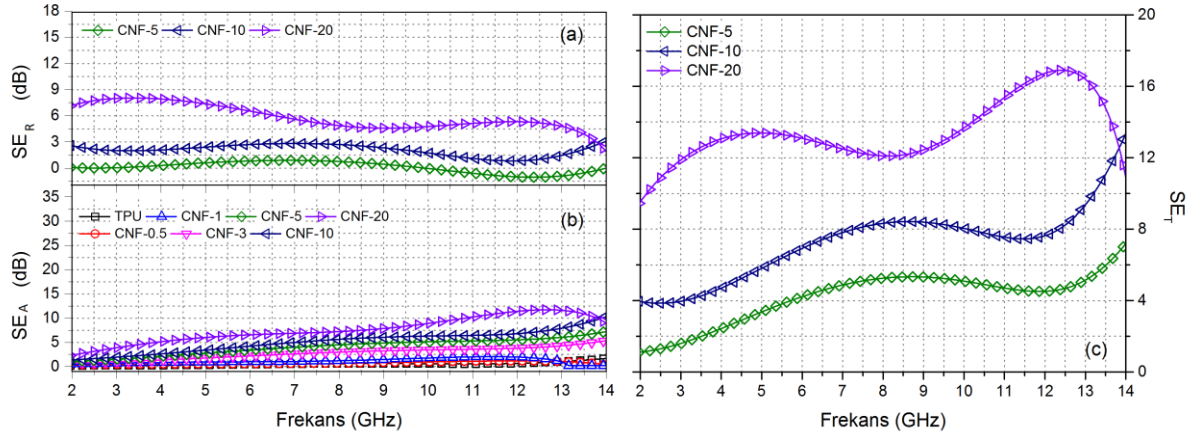 18
15
12
9
6
3
0
SE R (dB)
CNF-5 CNF-10 CNF-20
(a)
35
30
25
20
15
10
5
0
SE A (dB)
TPU CNF-1 CNF-5 CNF-20
CNF-0.5 CNF-3 CNF-10
(b)
2 3 4 5 6 7 8 9 10 11 12 13 14
Frekans (GHz)
CNF-5
CNF-10
CNF-20
20
16
12
8
4
0
SE T
(c)
2 3 4 5 6 7 8 9 10 11 12 13 14
Frekans (GHz)